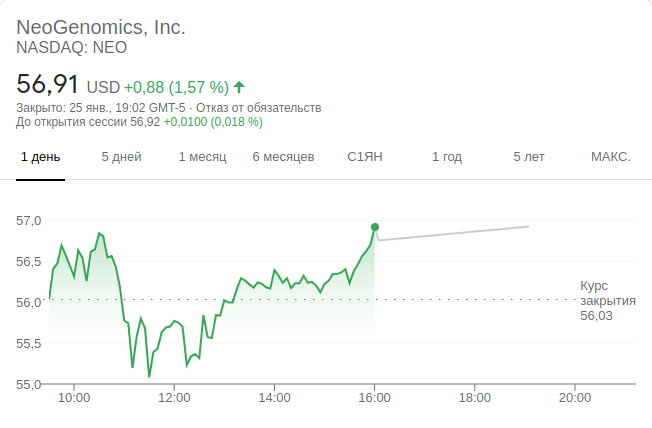 NeoGenomics, Inc.
NASDAQ: NEO
56,91 USD +0,88 (1,57 %)
Закрыто: 25 янв., 19:02 GMT-5 · Отказ от обязательств
До открытия сессии 56,92 +0,0100 (0,018 %)
1 день 5 дней 1 месяц 6 месяцев С1ЯН 1 год 5 лет МАКС.
57,0
56,5
56,0
55,5
55,0
Курс
закрытия
56,03
10:00 12:00 14:00 16:00 18:00 20:00